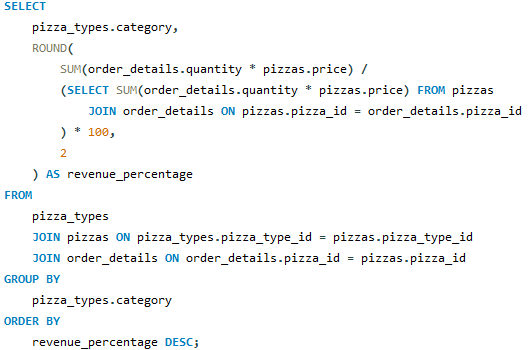 SELECT
    pizza_types.category,
    ROUND(
        SUM(order_details.quantity * pizzas.price) /
        (SELECT SUM(order_details.quantity * pizzas.price) FROM pizzas
            JOIN order_details ON pizzas.pizza_id = order_details.pizza_id
        ) * 100,
        2
    ) AS revenue_percentage
FROM
    pizza_types
    JOIN pizzas ON pizza_types.pizza_type_id = pizzas.pizza_type_id
    JOIN order_details ON order_details.pizza_id = pizzas.pizza_id
GROUP BY
    pizza_types.category
ORDER BY
    revenue_percentage DESC;